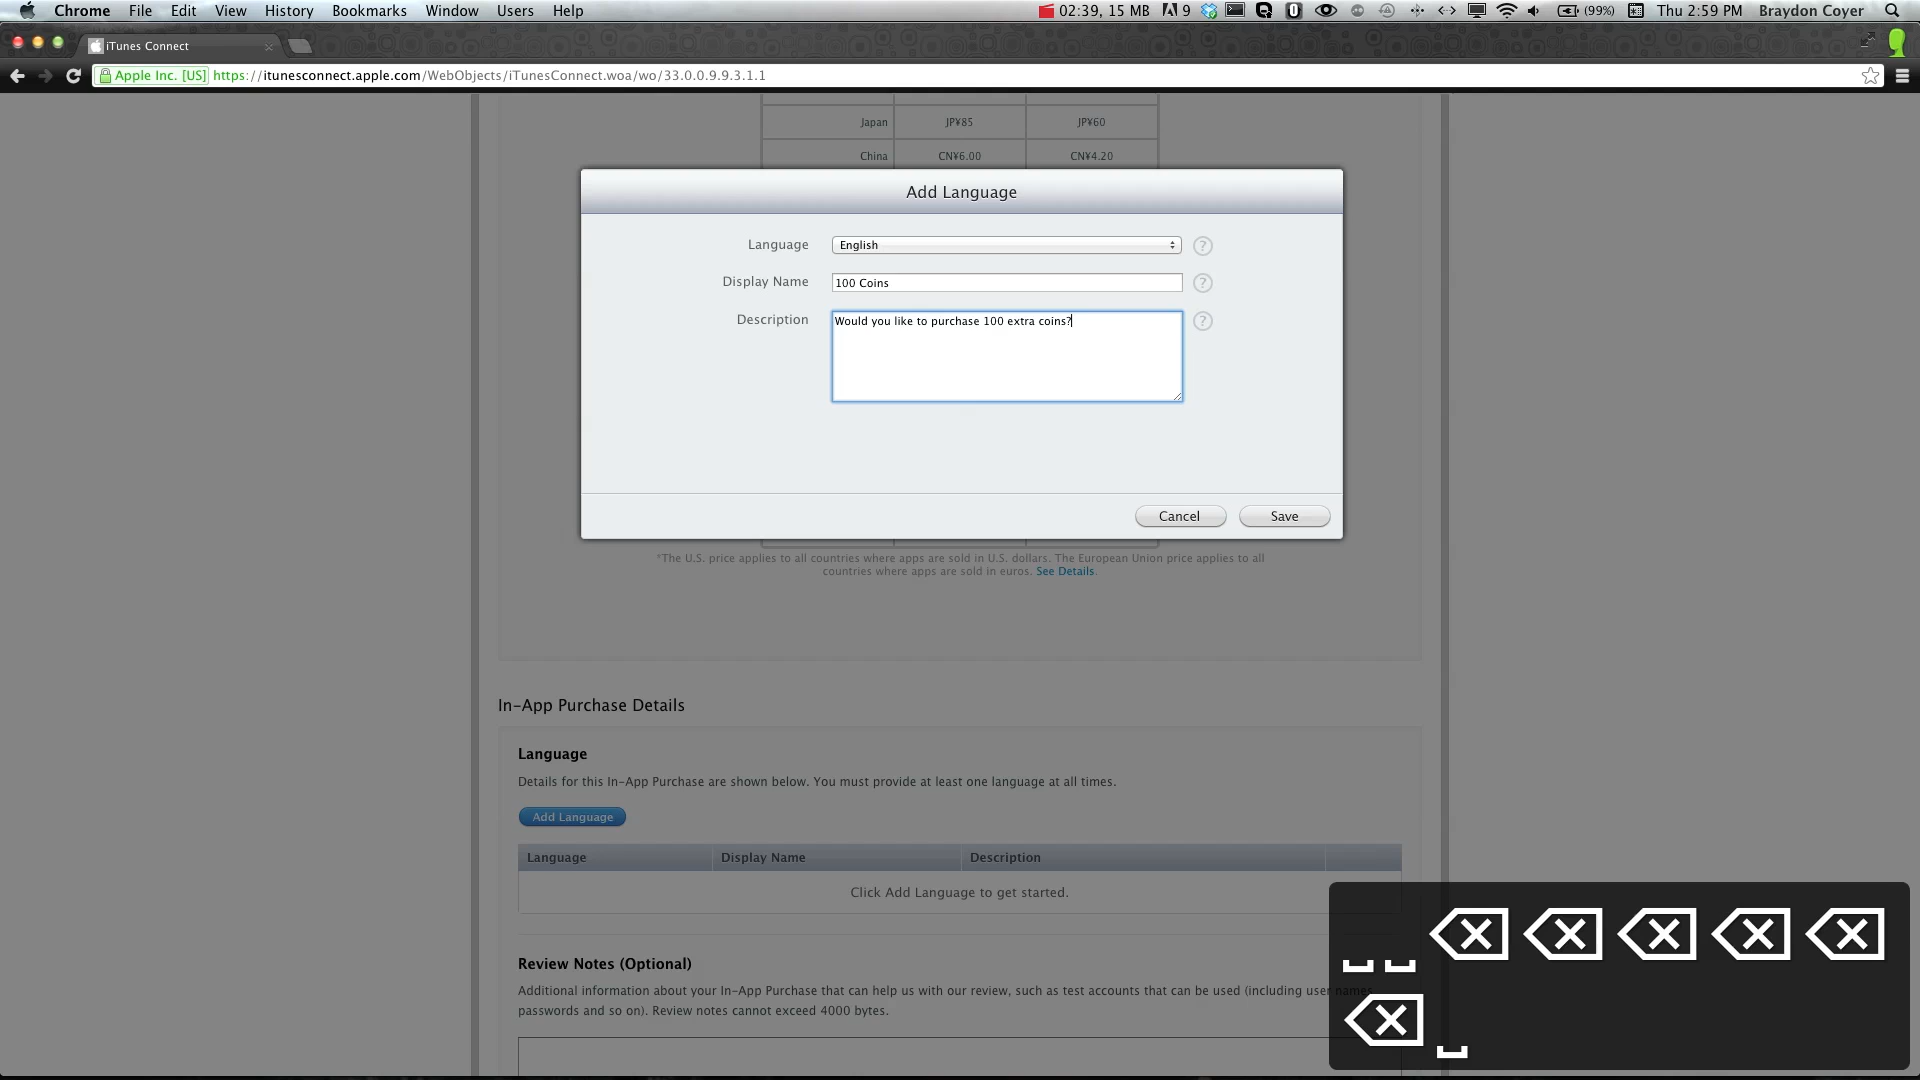 Chrome File Edit View History Bookmarks Window Users Help 02:39, 15 MB 9 (99%) Thu 2:59 PM Braydon Coyer
iTunes Connect
Apple Inc. [US] https://itunesconnect.apple.com/WebObjects/iTunesConnect.woa/wo/33.0.0.9.9.3.1.1
Japan JP¥85 JP¥60
China CN¥6.00 CN¥4.20
Add Language
Language English ?
Display Name 100 Coins ?
Description Would you like to purchase 100 extra coins? ?
Cancel Save
*The U.S. price applies to all countries where apps are sold in U.S. dollars. The European Union price applies to all
countries where apps are sold in euros. See Details.
In-App Purchase Details
Language
Details for this In-App Purchase are shown below. You must provide at least one language at all times.
Add Language
Language Display Name Description
Click Add Language to get started.
Review Notes (Optional)
Additional information about your In-App Purchase that can help us with our review, such as test accounts that can be used (including user names
passwords and so on). Review notes cannot exceed 4000 bytes.